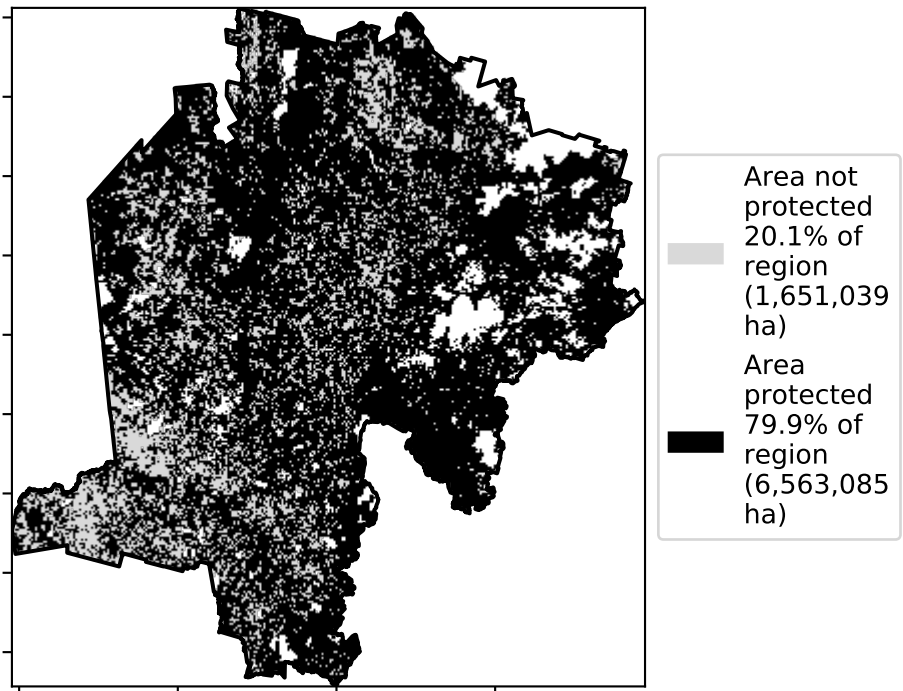 Area not
protected
20.1% of
region
(1,651,039
ha)
Area
protected
79.9% of
region
(6,563,085
ha)